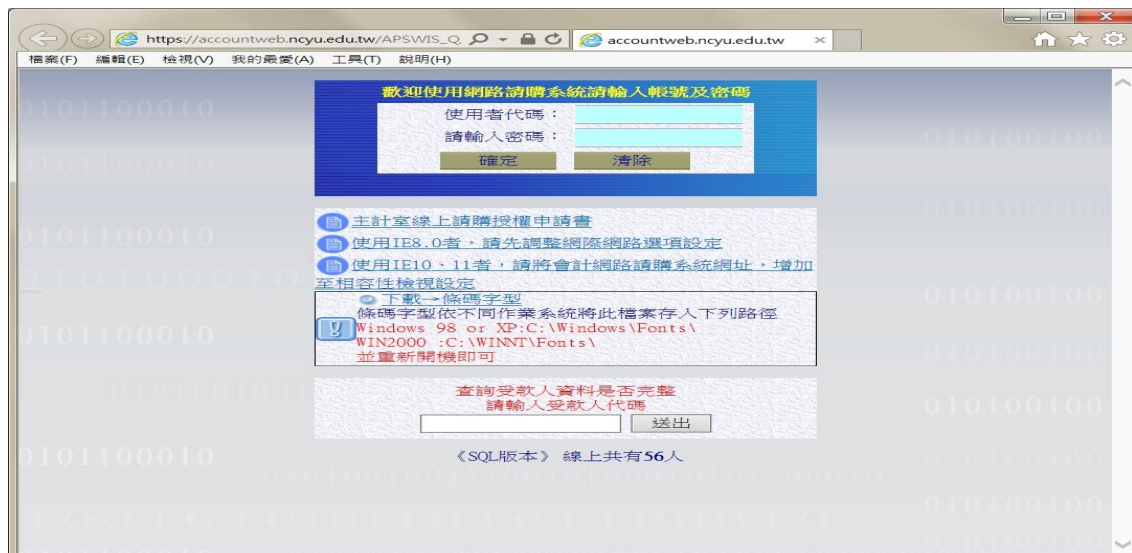 https://accountweb.ncyu.edu.tw/APSWIS_Q
accountweb.ncyu.edu.tw
檔案(F) 編輯(E) 檢視(V) 我的最愛(A) 工具(T) 說明(H)
歡迎使用網路請購系統請輸入帳號及密碼
使用者代碼：
請輸入密碼：
確定 清除
主計室線上請購授權申請書
使用IE8.0者，請先調整網際網路選項設定
使用IE10、11者，請將會計網路請購系統網址，增加
至相容性檢視設定
下載→條碼字型
條碼字型依不同作業系統將此檔案存入下列路徑
Windows 98 or XP:C:\Windows\Fonts\
WIN2000 :C:\WINNT\Fonts\
並重新開機即可
查詢受款人資料是否完整
請輸入受款人代碼
送出
《SQL版本》 線上共有56人